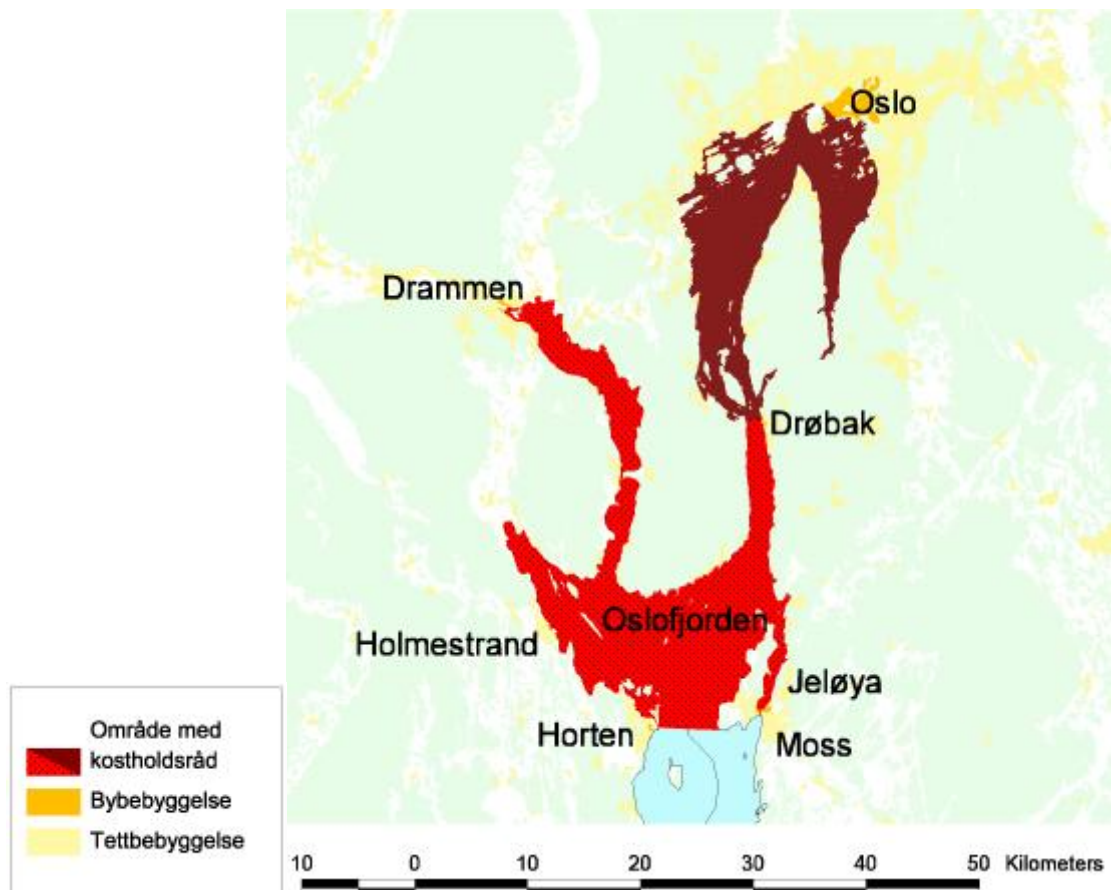 Oslo
Drammen
Drøbak
Oslofjorden
Holmestrand
Jeløya
Horten
Moss
Område med
kostholdsråd
Bybebyggelse
Tettbebyggelse
10 0 10 20 30 40 50 Kilometers